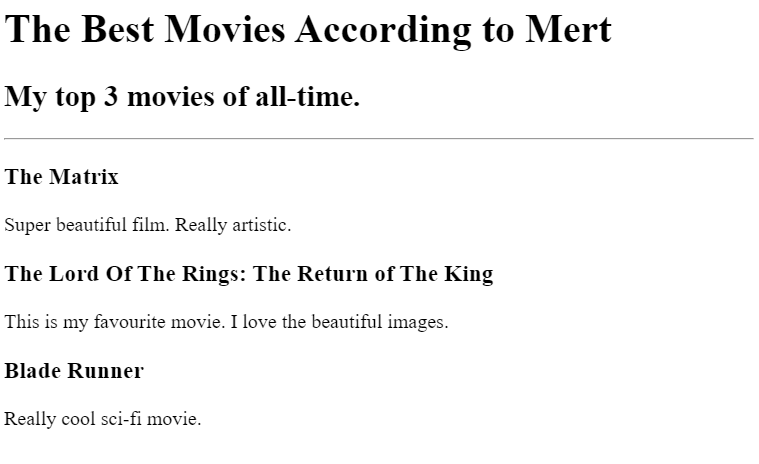 The Best Movies According to Mert
My top 3 movies of all-time.
The Matrix
Super beautiful film. Really artistic.
The Lord Of The Rings: The Return of The King
This is my favourite movie. I love the beautiful images.
Blade Runner
Really cool sci-fi movie.